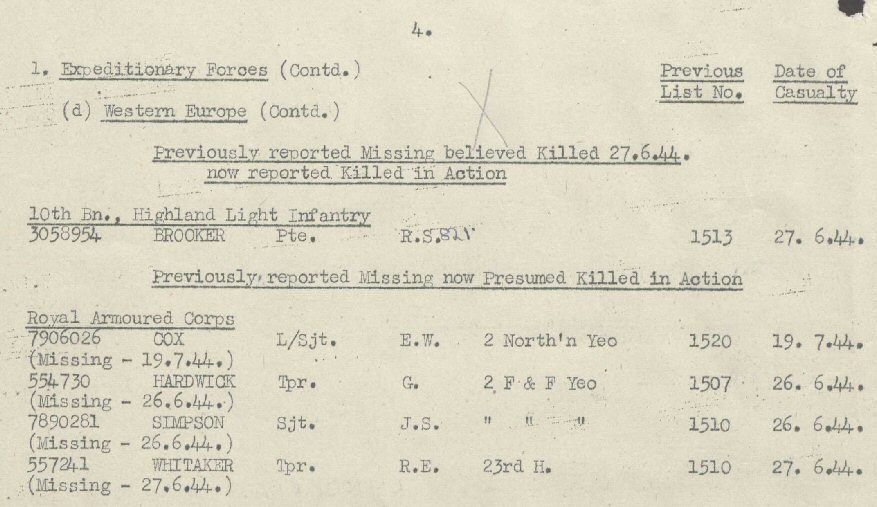 4.
1. Expeditionary Forces (Contd.) Previous Date of
List No. Casualty
(d) Western Europe (Contd.)
Previously reported Missing believed Killed 27.6.44.
now reported Killed in Action
10th Bn., Highland Light Infantry
3058954 BROOKER Pte. R.S. 1513 27. 6.44.
Previously reported Missing now Presumed Killed in Action
Royal Armoured Corps
7906026 COX L/Sjt. E.W. 2 North'n Yeo 1520 19. 7.44.
(Missing - 19.7.44.)
554730 HARDWICK Tpr. G. 2 F & F Yeo 1507 26. 6.44.
(Missing - 26.6.44.)
7890281 SIMPSON Sjt. J.S. " " " 1510 26. 6.44.
(Missing - 26.6.44.)
557241 WHITAKER Tpr. R.E. 23rd H. 1510 27. 6.44.
(Missing - 27.6.44.)